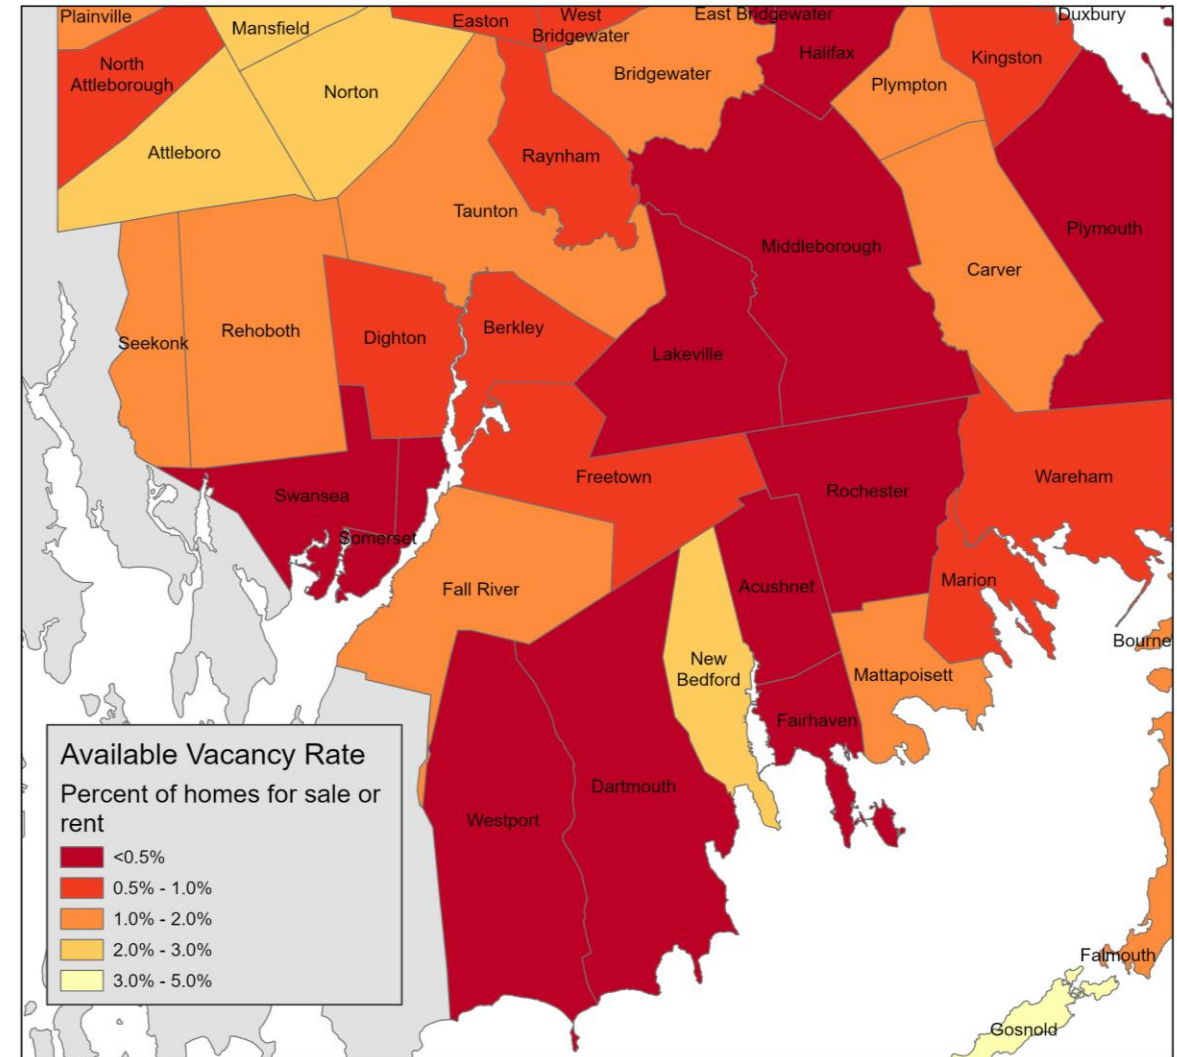 Plainville
Mansfield
Easton
West
Bridgewater
East Bridgewater
Duxbury
North
Attleborough
Norton
Bridgewater
Halifax
Plympton
Kingston
Attleboro
Raynham
Taunton
Middleborough
Plymouth
Carver
Seekonk
Rehoboth
Dighton
Berkley
Lakeville
Swansea
Somerset
Freetown
Rochester
Wareham
Fall River
Acushnet
Marion
Bourne
New
Bedford
Mattapoisett
Fairhaven
Dartmouth
Westport
Falmouth
Gosnold
Available Vacancy Rate
Percent of homes for sale or
rent
<0.5%
0.5% - 1.0%
1.0% - 2.0%
2.0% - 3.0%
3.0% - 5.0%